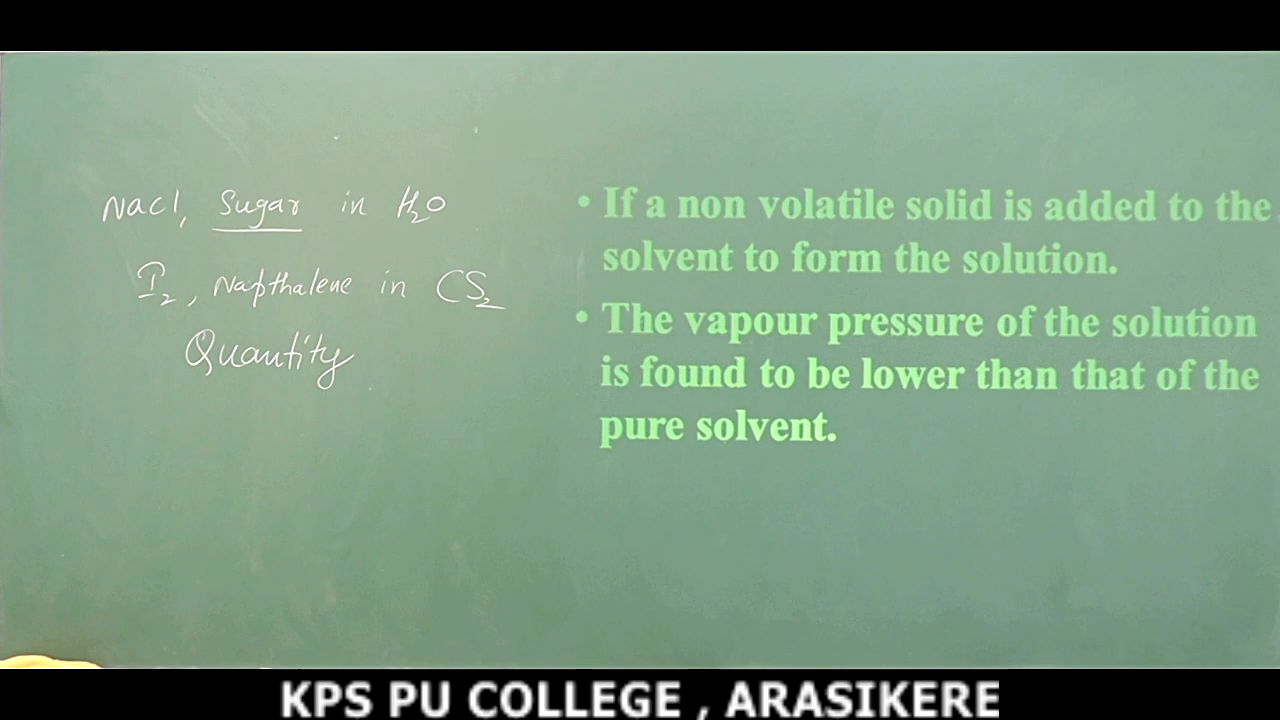 NaCl, Sugar in H₂O
I₂, Napthalene in CS₂
Quantity
• If a non volatile solid is added to the
solvent to form the solution.
• The vapour pressure of the solution
is found to be lower than that of the
pure solvent.
KPS PU COLLEGE , ARASIKERE